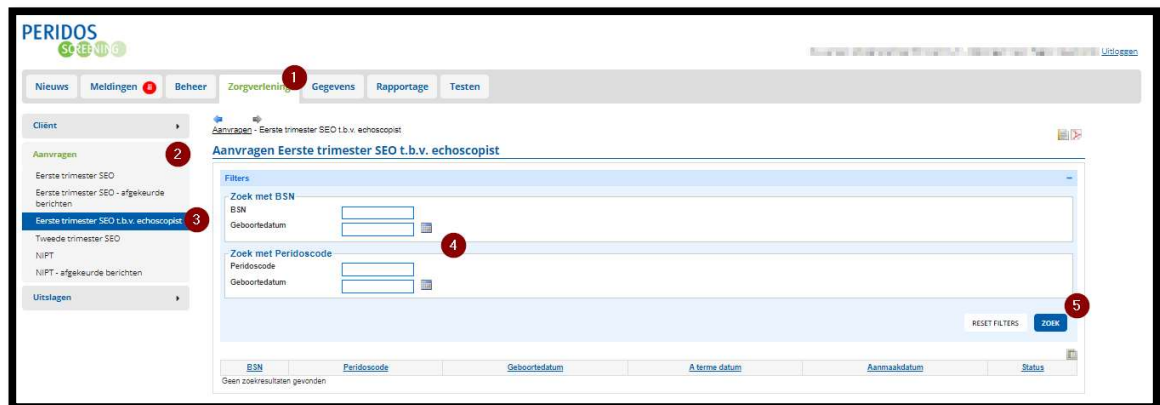 PERIDOS
SCREENING
Uitloggen
Nieuws Meldingen 8 Beheer Zorgverlening 1 Gegevens Rapportage Testen
Cliënt
Aanvragen 2
Eerste trimester SEO
Eerste trimester SEO - afgekeurde
berichten
Eerste trimester SEO t.b.v. echoscopist 3
Tweede trimester SEO
NIPT
NIPT - afgekeurde berichten
Uitslagen
Aanvragen - Eerste trimester SEO t.b.v. echoscopist
Aanvragen Eerste trimester SEO t.b.v. echoscopist
Filters
Zoek met BSN
BSN
Geboortedatum
4
Zoek met Peridoscode
Peridoscode
Geboortedatum
5
RESET FILTERS ZOEK
BSN Peridoscode Geboortedatum A terme datum Aanmaakdatum Status
Geen zoekresultaten gevonden